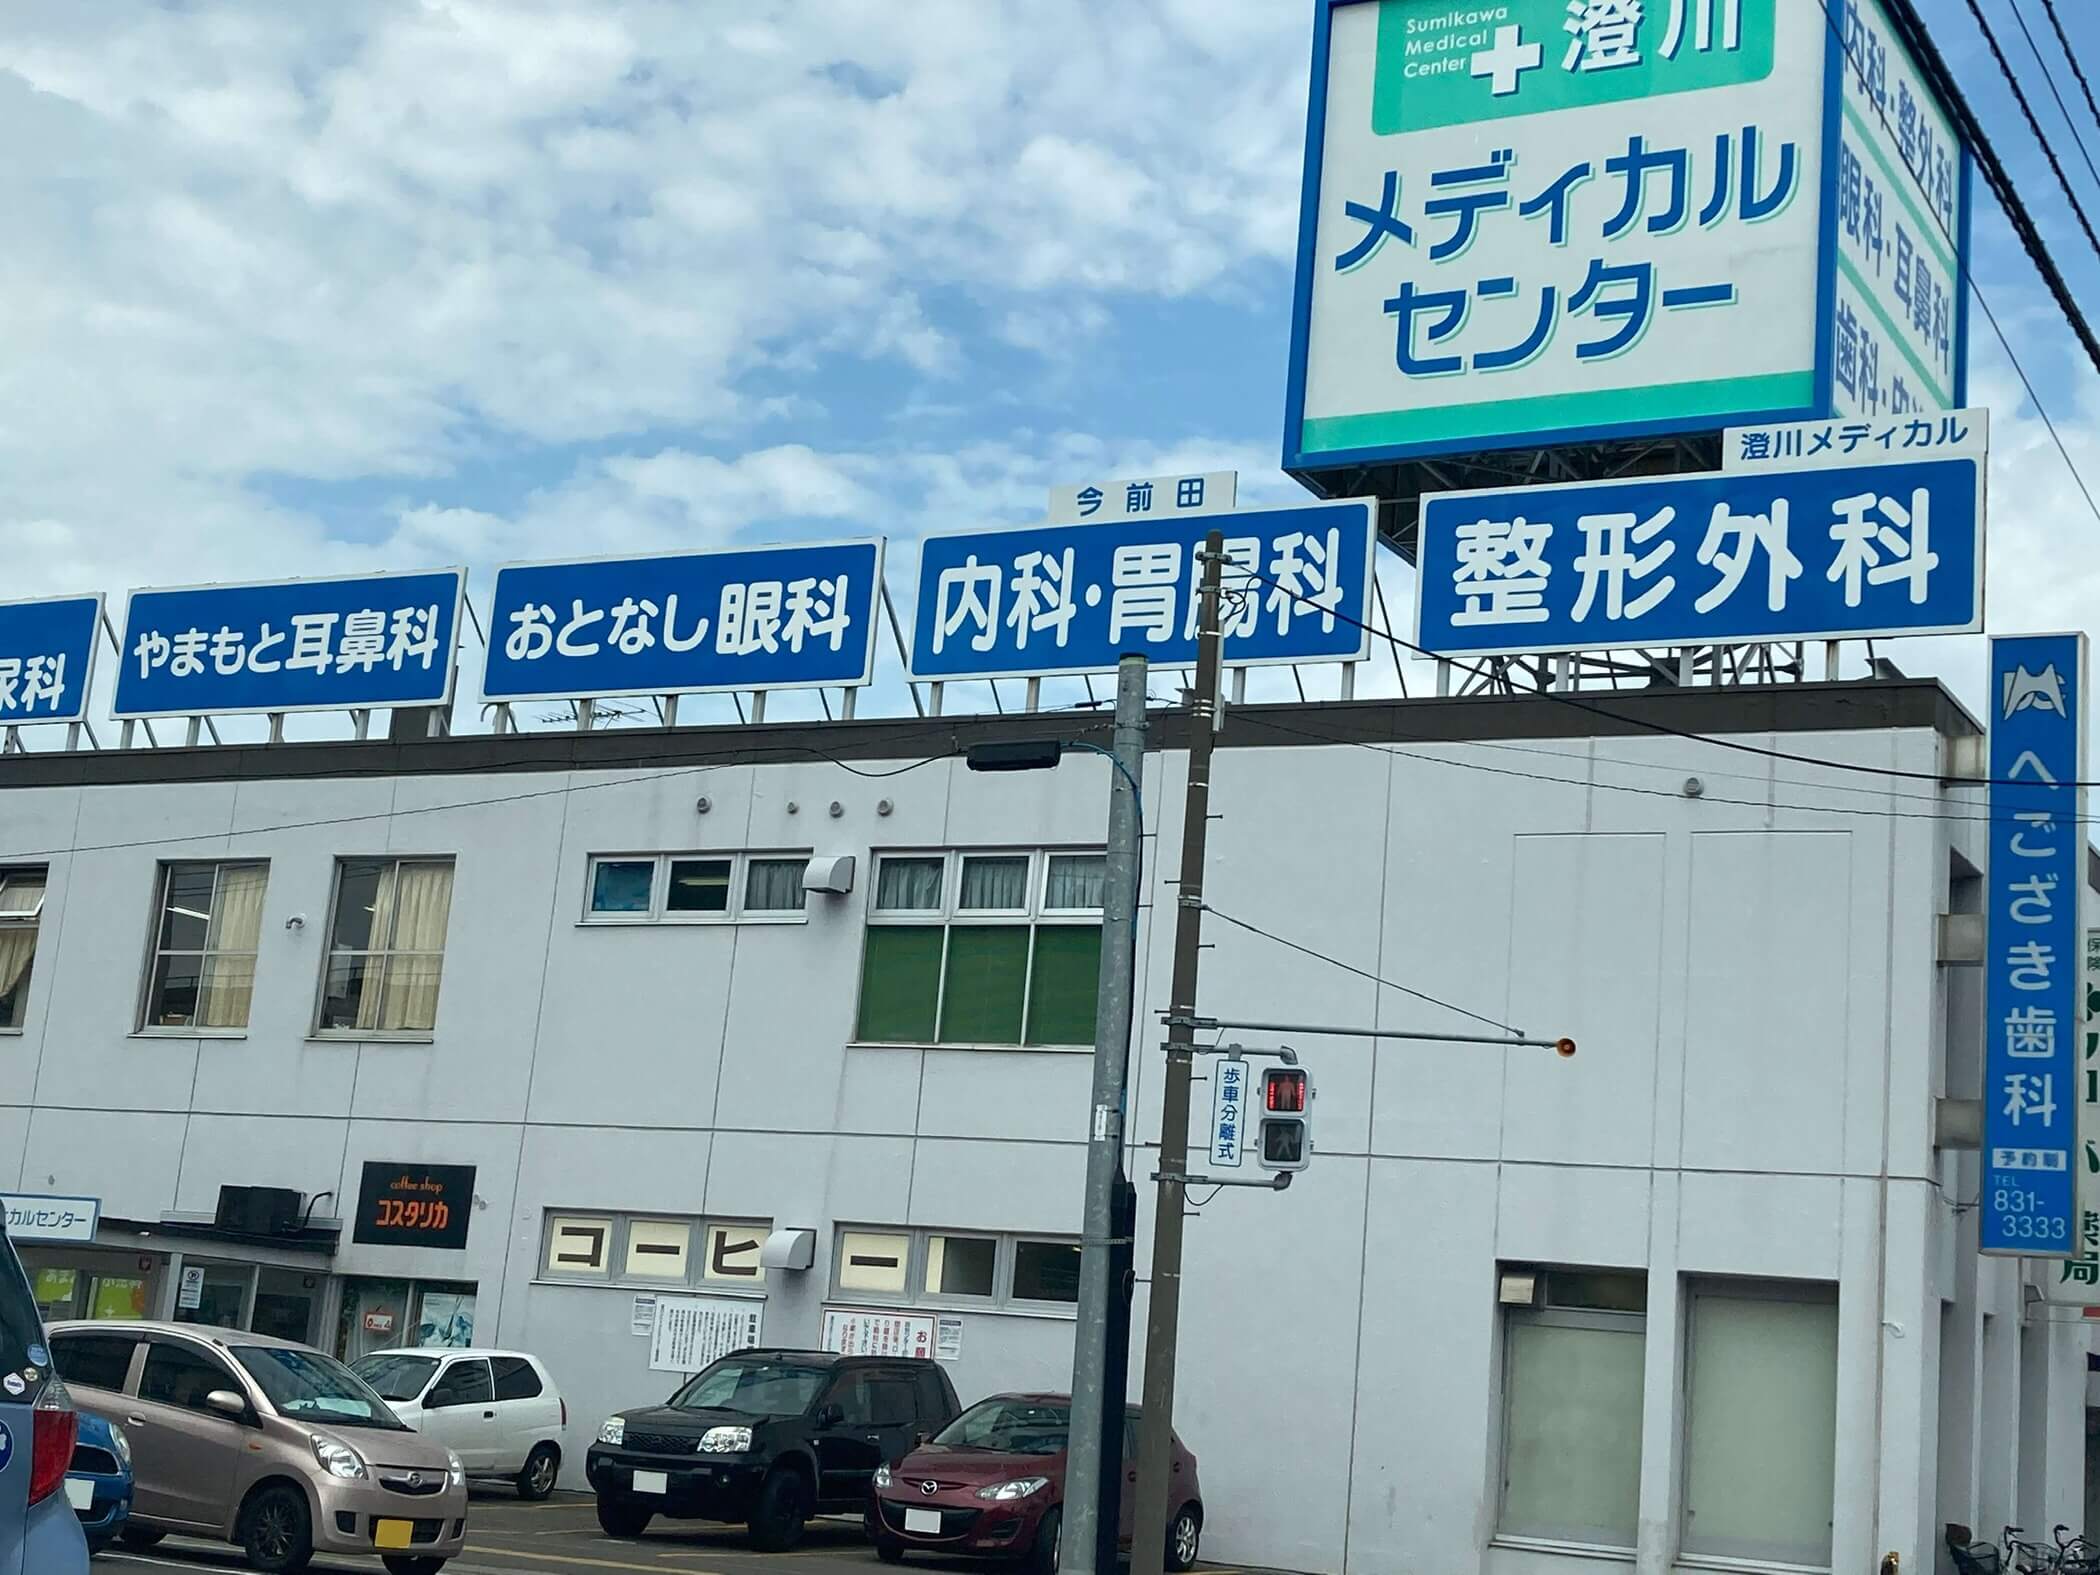 Sumikawa
Medical
Center
澄川
メディカル
センター
内科・整外科
眼科・耳鼻科
澄川メディカル
整形外科
今前田
内科・胃腸科
おとなし眼科
やまもと耳鼻科
尿科
へござき歯科
予約制
TEL
831-
3333
歩車分離式
coffee shop
コスタリカ
コーヒー
カルセンター